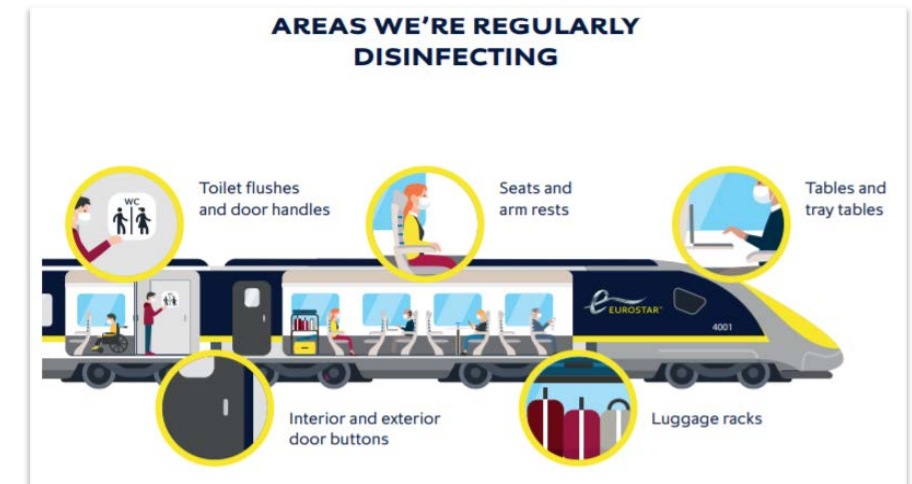 AREAS WE'RE REGULARLY
DISINFECTING
WC
Toilet flushes
and door handles
Seats and
arm rests
Tables and
tray tables
EUROSTAR™
4001
Interior and exterior
door buttons
Luggage racks